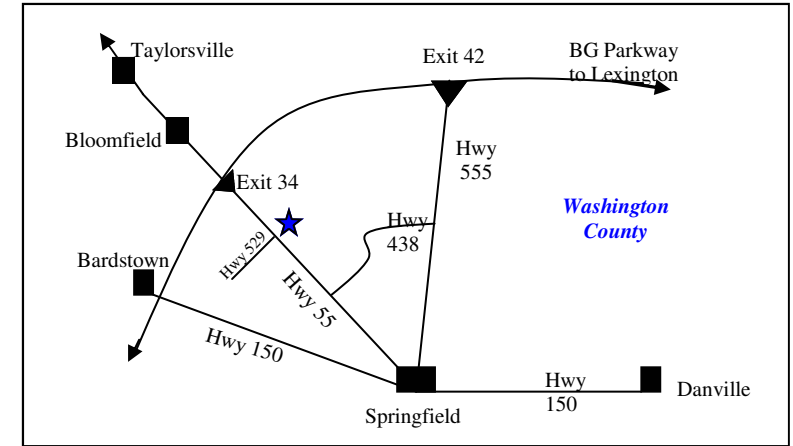 Taylorsville
Exit 42
BG Parkway
to Lexington
Bloomfield
Hwy
555
Exit 34
Washington
County
Hwy
438
Hwy 529
Bardstown
Hwy 55
Hwy 150
Hwy
150
Danville
Springfield